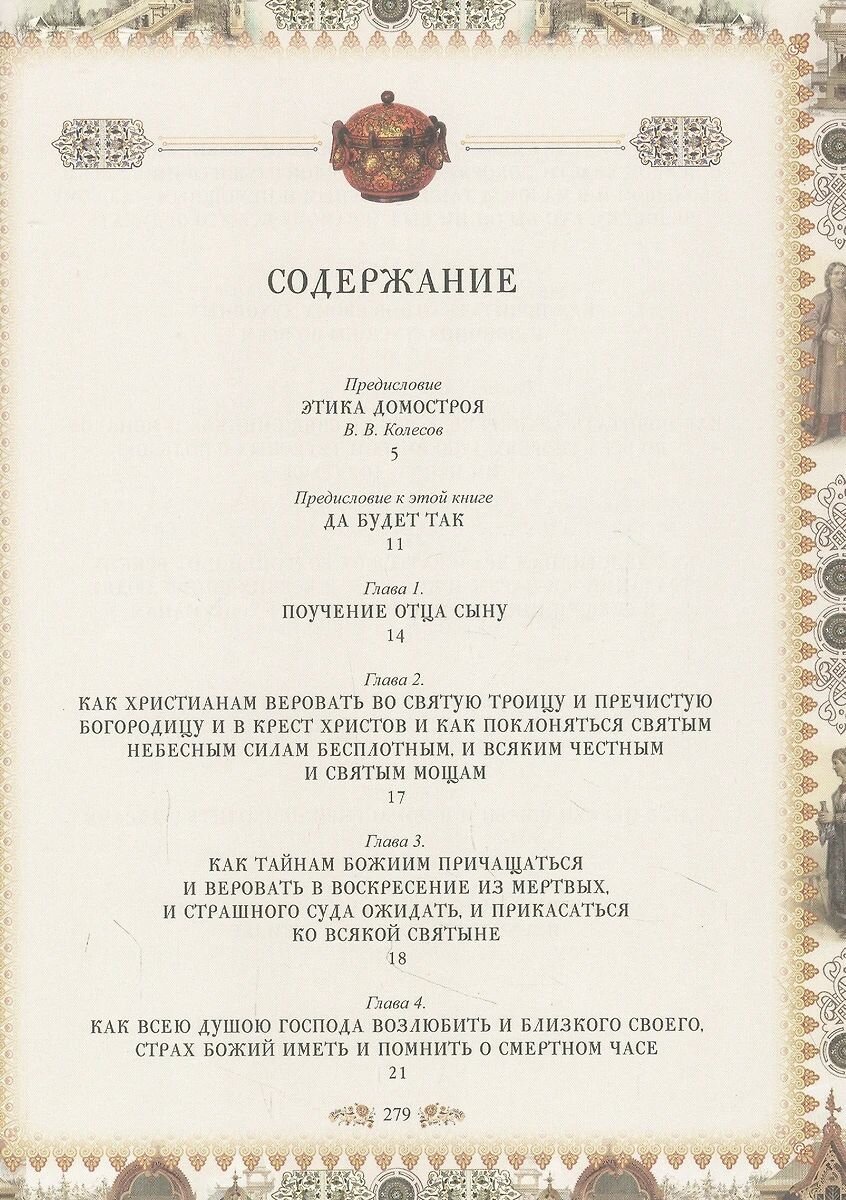 СОДЕРЖАНИЕ
Предисловие
ЭТИКА ДОМОСТРОЯ
В. В. Колесов
5
Предисловие к этой книге
ДА БУДЕТ ТАК
11
Глава 1.
ПОУЧЕНИЕ ОТЦА СЫНУ
14
Глава 2.
КАК ХРИСТИАНАМ ВЕРОВАТЬ ВО СВЯТУЮ ТРОИЦУ И ПРЕЧИСТУЮ
БОГОРОДИЦУ И В КРЕСТ ХРИСТОВ И КАК ПОКЛОНЯТЬСЯ СВЯТЫМ
НЕБЕСНЫМ СИЛАМ БЕСПЛОТНЫМ, И ВСЯКИМ ЧЕСТНЫМ
И СВЯТЫМ МОЩАМ
17
Глава 3.
КАК ТАЙНАМ БОЖИИМ ПРИЧАЩАТЬСЯ
И ВЕРОВАТЬ В ВОСКРЕСЕНИЕ ИЗ МЕРТВЫХ,
И СТРАШНОГО СУДА ОЖИДАТЬ, И ПРИКАСАТЬСЯ
КО ВСЯКОЙ СВЯТЫНЕ
18
Глава 4.
КАК ВСЕЮ ДУШОЮ ГОСПОДА ВОЗЛЮБИТЬ И БЛИЗКОГО СВОЕГО,
СТРАХ БОЖИЙ ИМЕТЬ И ПОМНИТЬ О СМЕРТНОМ ЧАСЕ
21
279